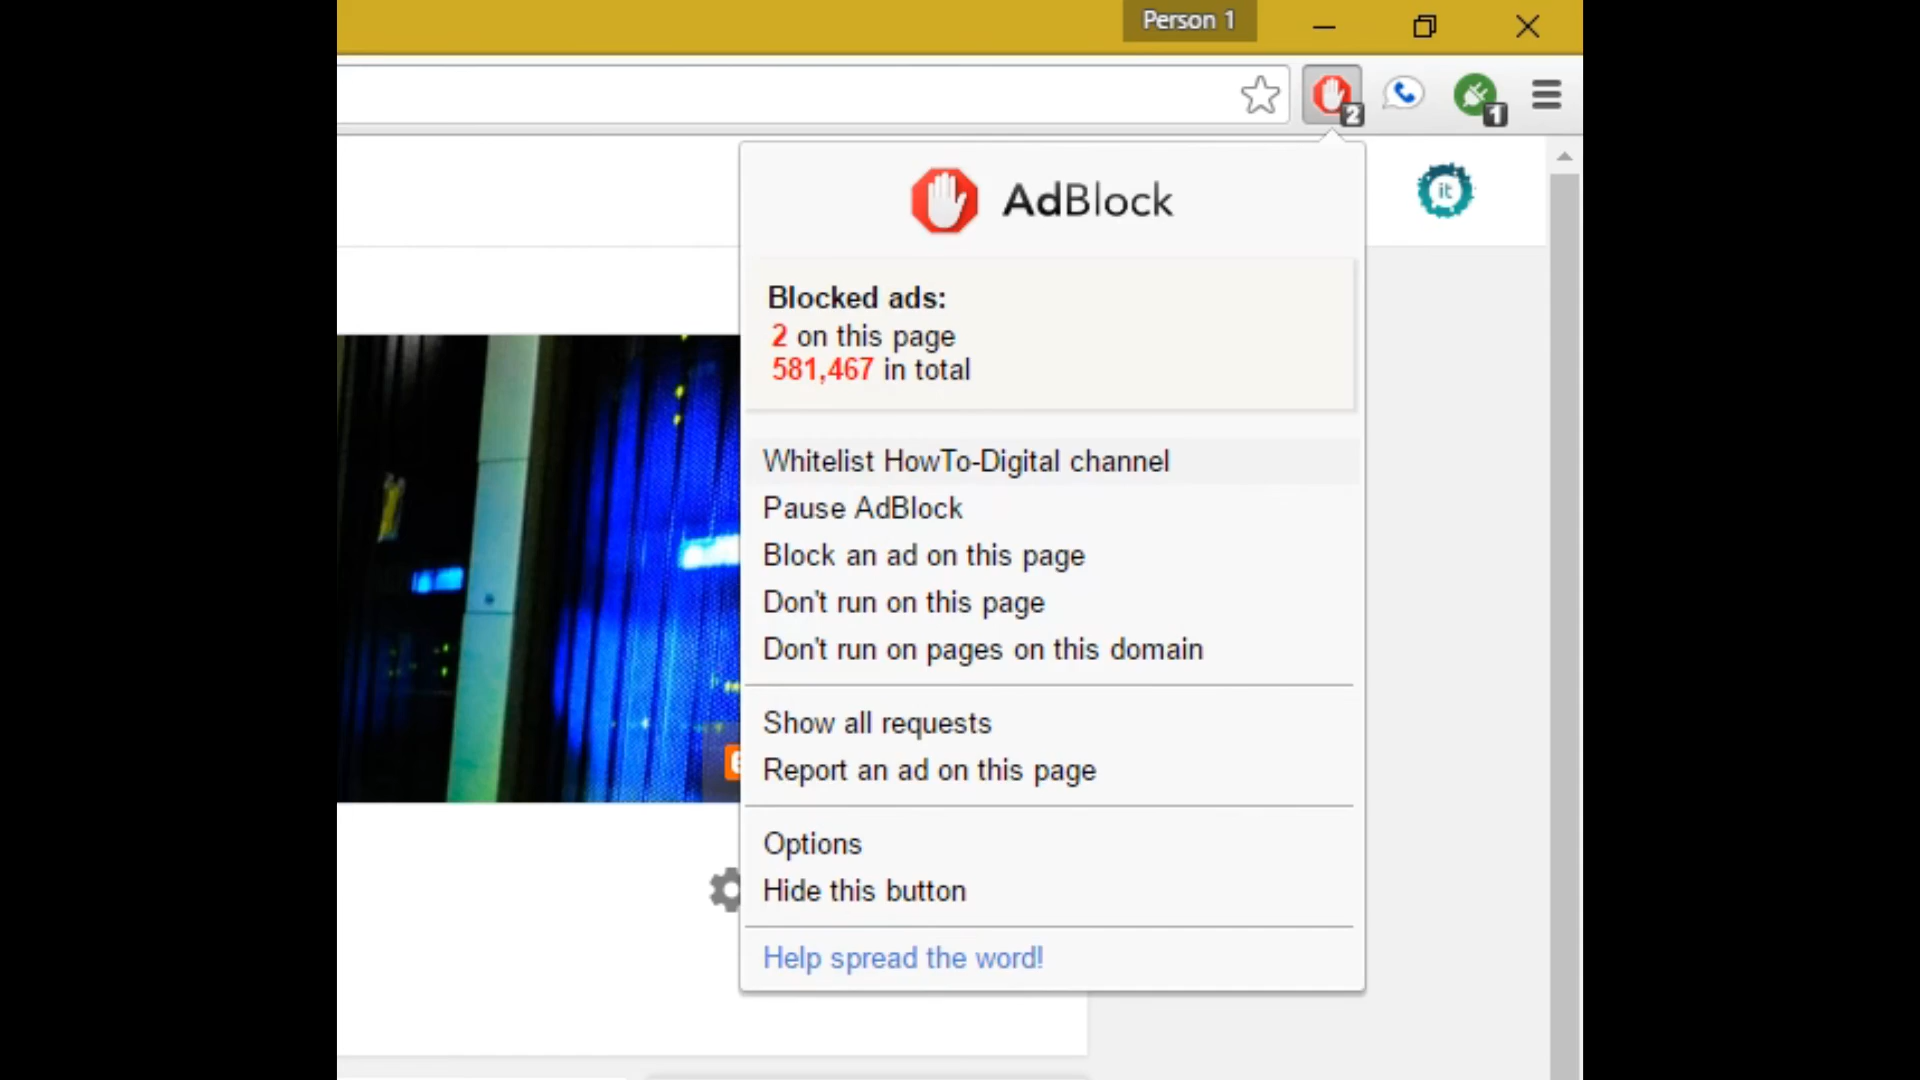 Person 1
2
1
AdBlock
it
Blocked ads:
2 on this page
581,467 in total
Whitelist HowTo-Digital channel
Pause AdBlock
Block an ad on this page
Don't run on this page
Don't run on pages on this domain
Show all requests
Report an ad on this page
Options
Hide this button
Help spread the word!